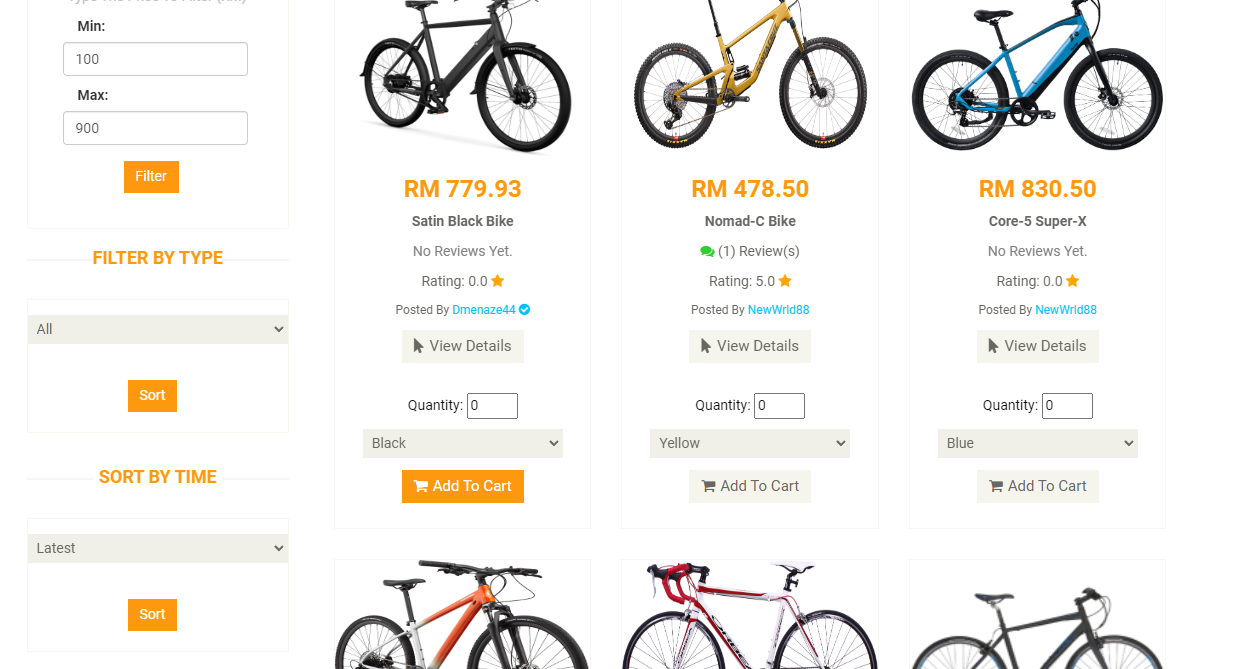 Min:
100
Max:
900
Filter
FILTER BY TYPE
All
Sort
SORT BY TIME
Latest
Sort
RM 779.93
Satin Black Bike
No Reviews Yet.
Rating: 0.0
Posted By Dmenaze44
View Details
Quantity: 0
Black
Add To Cart
RM 478.50
Nomad-C Bike
(1) Review(s)
Rating: 5.0
Posted By NewWrld88
View Details
Quantity: 0
Yellow
Add To Cart
RM 830.50
Core-5 Super-X
No Reviews Yet.
Rating: 0.0
Posted By NewWrld88
View Details
Quantity: 0
Blue
Add To Cart